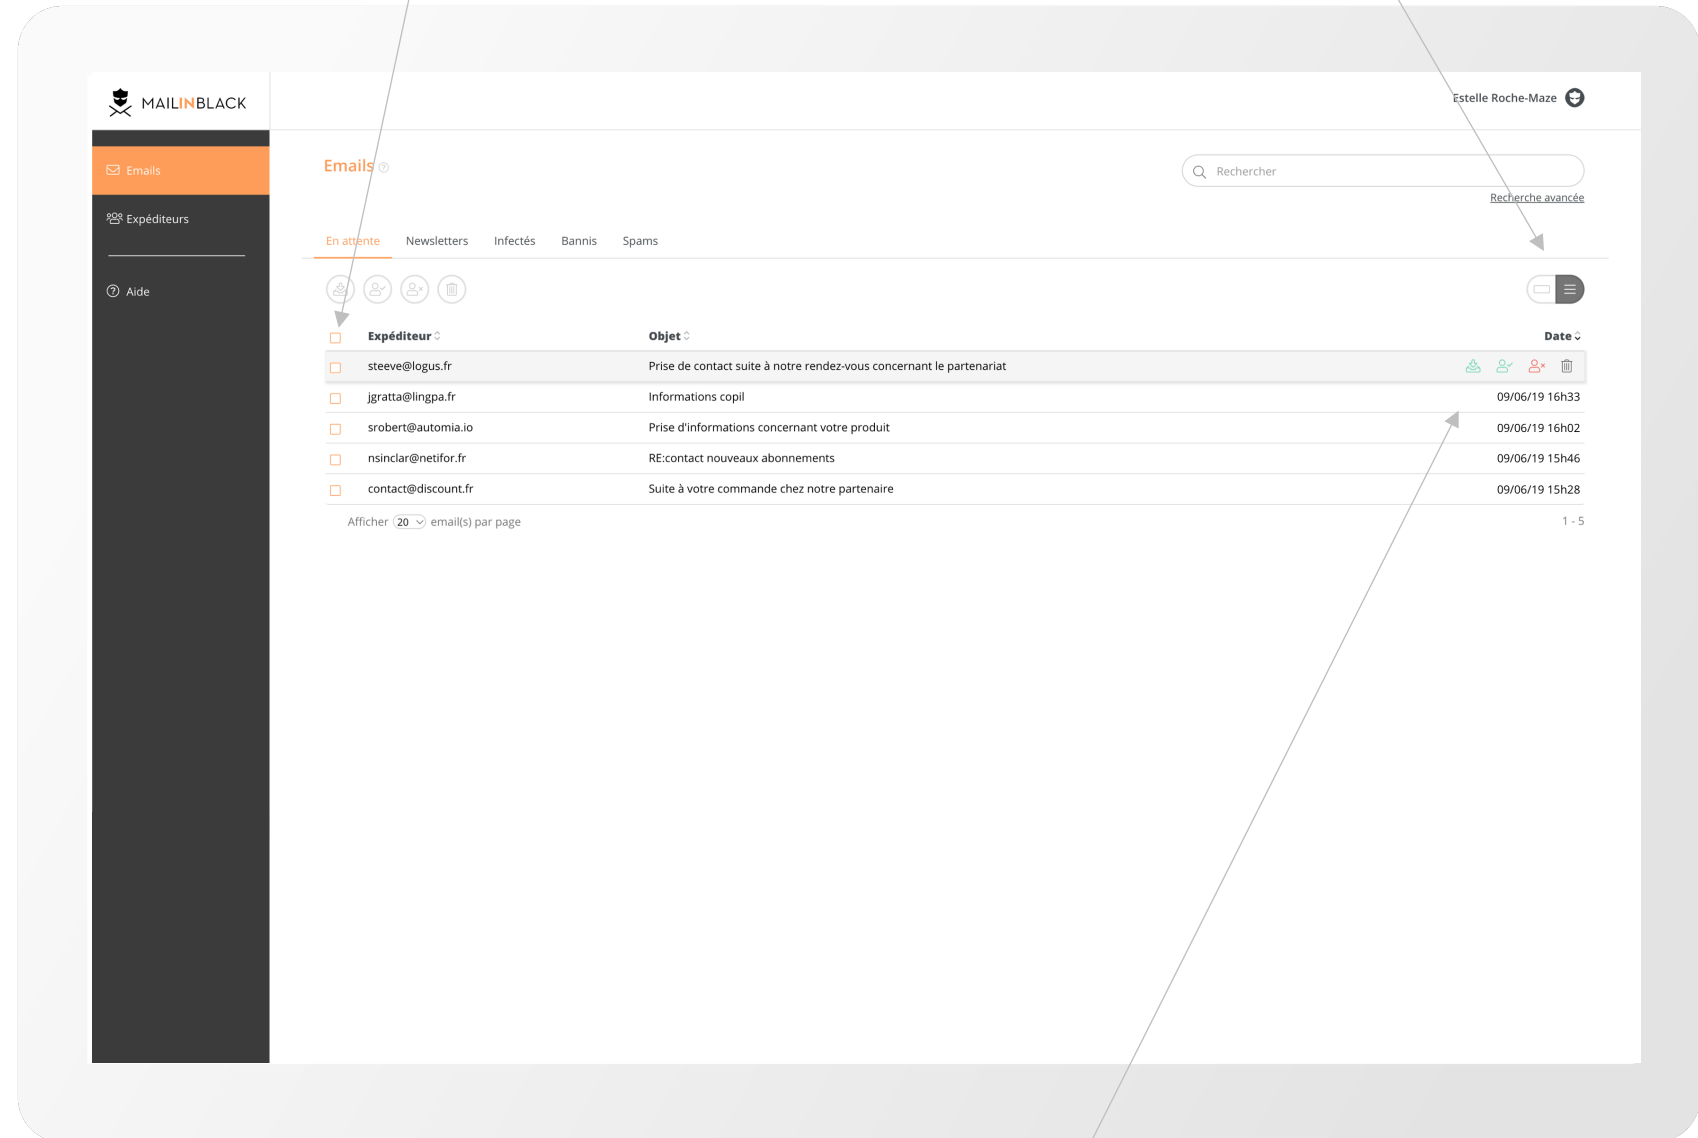 MAILINBLACK
Estelle Roche-Maze
Emails
Emails
Rechercher
Recherche avancée
Expéditeurs
En attente Newsletters Infectés Bannis Spams
Aide
Expéditeur Objet Date
steeve@logus.fr Prise de contact suite à notre rendez-vous concernant le partenariat
jgratta@lingpa.fr Informations copil 09/06/19 16h33
srobert@automia.io Prise d'informations concernant votre produit 09/06/19 16h02
nsinclar@netifor.fr RE:contact nouveaux abonnements 09/06/19 15h46
contact@discount.fr Suite à votre commande chez notre partenaire 09/06/19 15h28
Afficher 20 email(s) par page 1 - 5